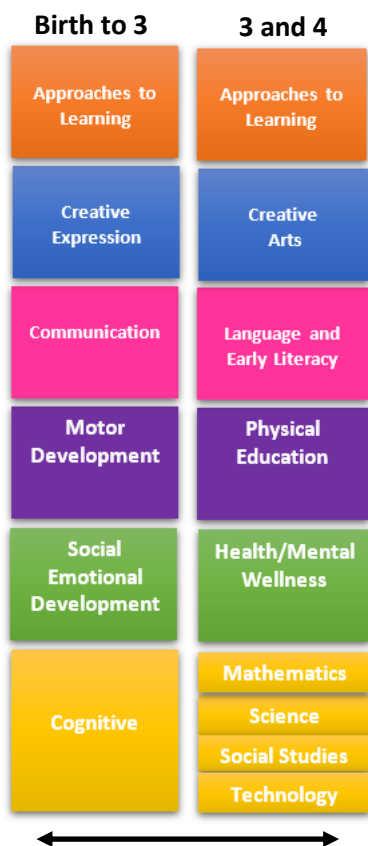 Birth to 3
3 and 4
Approaches to
Learning
Approaches to
Learning
Creative
Expression
Creative
Arts
Communication
Language and
Early Literacy
Motor
Development
Physical
Education
Social
Emotional
Development
Health/Mental
Wellness
Cognitive
Mathematics
Science
Social Studies
Technology